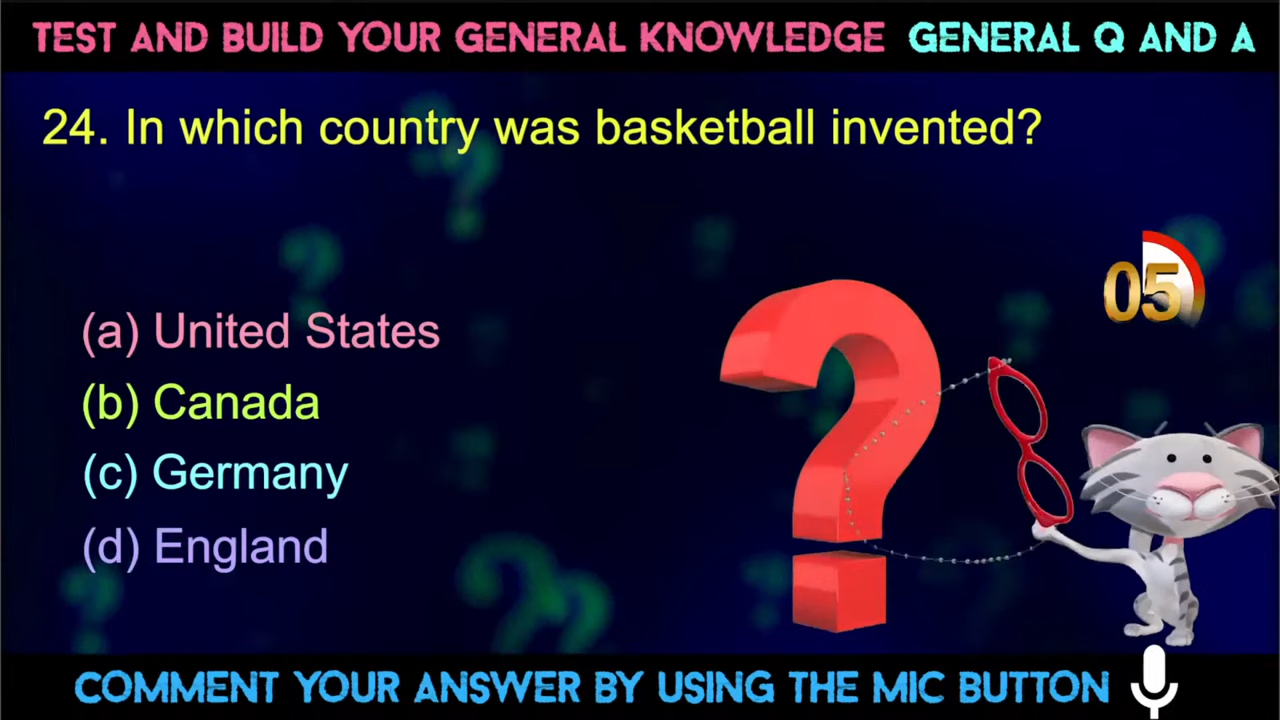 TEST AND BUILD YOUR GENERAL KNOWLEDGE GENERAL Q AND A
24. In which country was basketball invented?
05
(a) United States
(b) Canada
(c) Germany
(d) England
COMMENT YOUR ANSWER BY USING THE MIC BUTTON